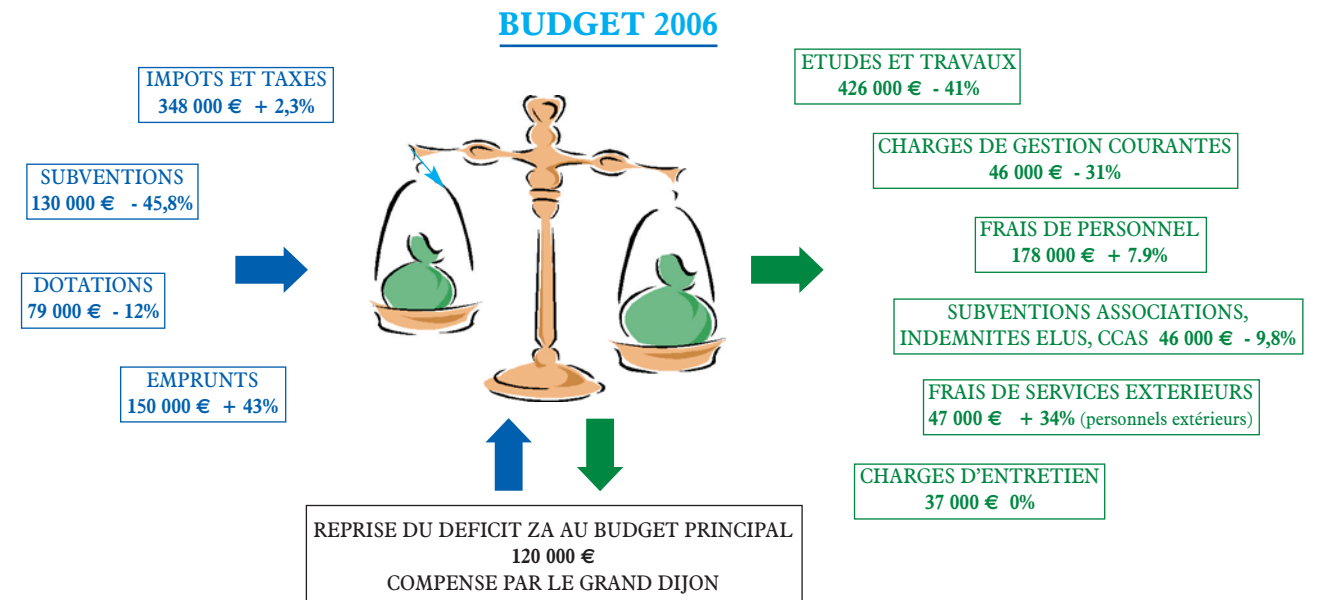 BUDGET 2006
IMPOTS ET TAXES
348 000 € + 2,3%
SUBVENTIONS
130 000 € - 45,8%
DOTATIONS
79 000 € - 12%
EMPRUNTS
150 000 € + 43%
ETUDES ET TRAVAUX
426 000 € - 41%
CHARGES DE GESTION COURANTES
46 000 € - 31%
FRAIS DE PERSONNEL
178 000 € + 7.9%
SUBVENTIONS ASSOCIATIONS,
INDEMNITES ELUS, CCAS 46 000 € - 9,8%
FRAIS DE SERVICES EXTERIEURS
47 000 € + 34% (personnels extérieurs)
CHARGES D'ENTRETIEN
37 000 € 0%
REPRISE DU DEFICIT ZA AU BUDGET PRINCIPAL
120 000 €
COMPENSE PAR LE GRAND DIJON